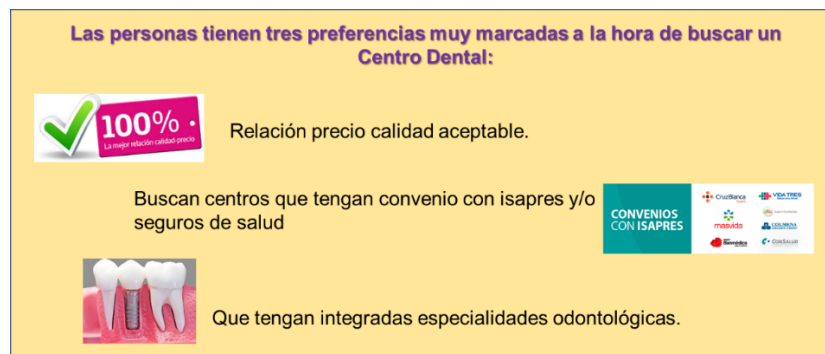 Las personas tienen tres preferencias muy marcadas a la hora de buscar un
Centro Dental:
100%
La mejor relación calidad-precio
Relación precio calidad aceptable.
Buscan centros que tengan convenio con isapres y/o
seguros de salud
CONVENIOS
CON ISAPRES
CruzBlanca
VIDA TRES
masvida
COLMENA
Banmédica
CONSALUD
Que tengan integradas especialidades odontológicas.